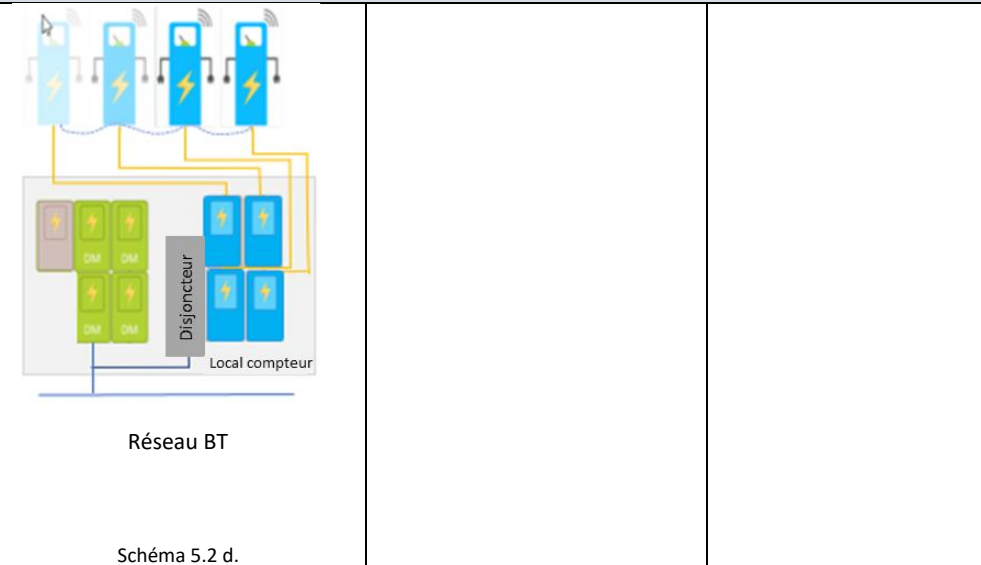 DM
DM
DM
DM
Disjoncteur
Local compteur
Réseau BT
Schéma 5.2 d.